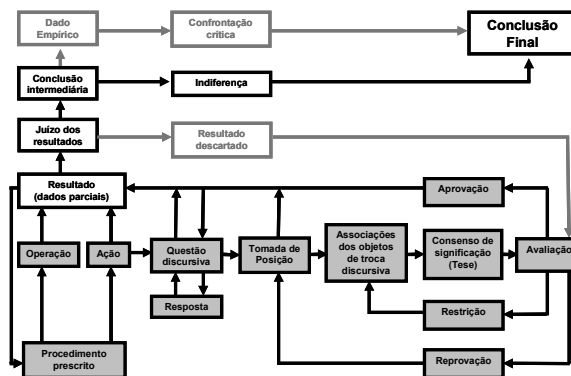 Dado
Empírico
Confrontação
crítica
Conclusão
Final
Conclusão
intermediária
Indiferença
Juízo dos
resultados
Resultado
descartado
Resultado
(dados parciais)
Aprovação
Operação
Ação
Questão
discursiva
Tomada de
Posição
Associações
dos objetos
de troca
discursiva
Consenso de
significação
(Tese)
Avaliação
Resposta
Restrição
Procedimento
prescrito
Reprovação